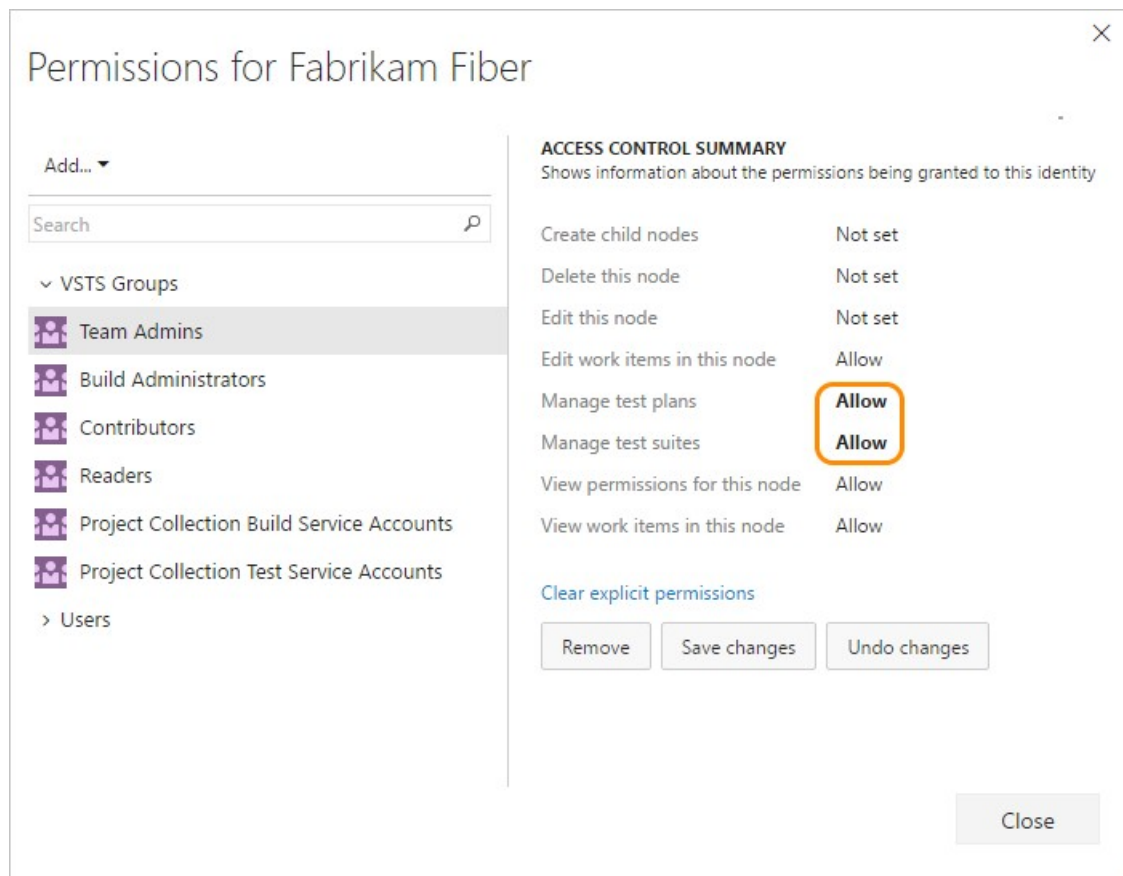 Permissions for Fabrikam Fiber
Add...
Search
VSTS Groups
Team Admins
Build Administrators
Contributors
Readers
Project Collection Build Service Accounts
Project Collection Test Service Accounts
Users
ACCESS CONTROL SUMMARY
Shows information about the permissions being granted to this identity
Create child nodes Not set
Delete this node Not set
Edit this node Not set
Edit work items in this node Allow
Manage test plans Allow
Manage test suites Allow
View permissions for this node Allow
View work items in this node Allow
Clear explicit permissions
Remove Save changes Undo changes
Close